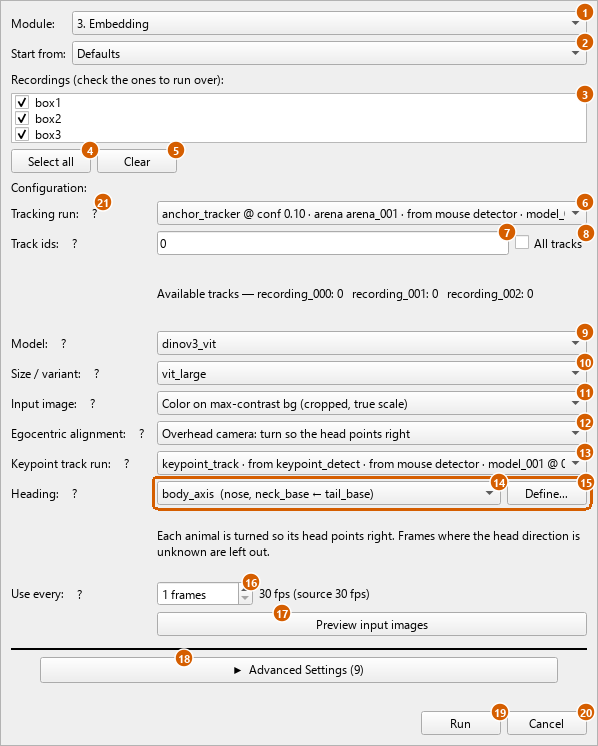 Module: 3. Embedding 1
Start from: Defaults 2
Recordings (check the ones to run over): 3
box1
box2
box3
Select all 4 Clear 5
Configuration:
Tracking run: ? 21 anchor_tracker @ conf 0.10 · arena arena_001 · from mouse detector · model_ 6
Track ids: ? 0 7 All tracks 8
Available tracks — recording_000: 0 recording_001: 0 recording_002: 0
Model: ? dinov3_vit 9
Size / variant: ? vit_large 10
Input image: ? Color on max-contrast bg (cropped, true scale) 11
Egocentric alignment: ? Overhead camera: turn so the head points right 12
Keypoint track run: ? keypoint_track · from keypoint_detect · from mouse detector · model_001 @ 13
Heading: ? body_axis (nose, neck_base ← tail_base) 14 Define... 15
Each animal is turned so its head points right. Frames where the head direction is
unknown are left out.
Use every: ? 1 frames 16 30 fps (source 30 fps)
17 Preview input images
18 ► Advanced Settings (9)
Run 19 Cancel 20